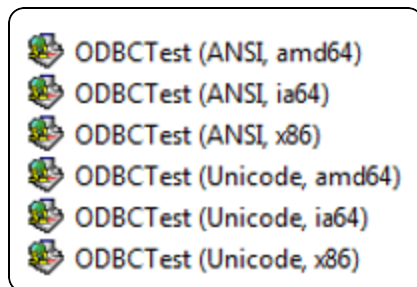 ODBCTest (ANSI, amd64)
ODBCTest (ANSI, ia64)
ODBCTest (ANSI, x86)
ODBCTest (Unicode, amd64)
ODBCTest (Unicode, ia64)
ODBCTest (Unicode, x86)